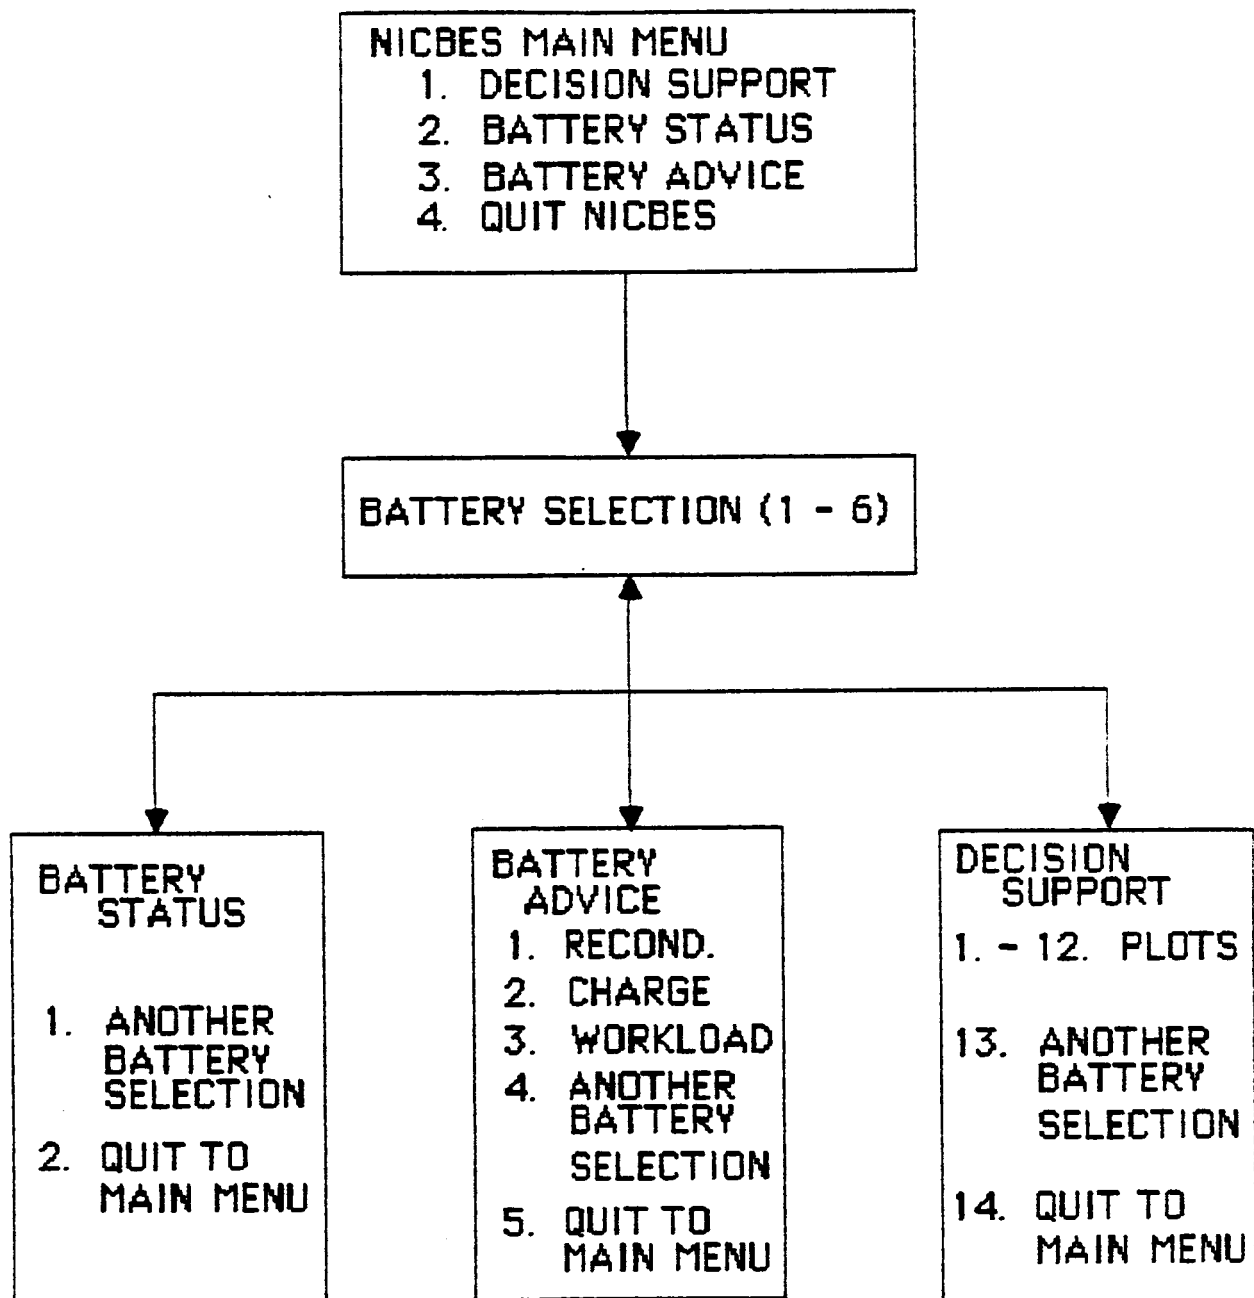 NICBES MAIN MENU
1. DECISION SUPPORT
2. BATTERY STATUS
3. BATTERY ADVICE
4. QUIT NICBES
BATTERY SELECTION (1 - 6)
BATTERY
STATUS
1. ANOTHER
BATTERY
SELECTION
2. QUIT TO
MAIN MENU
BATTERY
ADVICE
1. RECOND.
2. CHARGE
3. WORKLOAD
4. ANOTHER
BATTERY
SELECTION
5. QUIT TO
MAIN MENU
DECISION
SUPPORT
1. - 12. PLOTS
13. ANOTHER
BATTERY
SELECTION
14. QUIT TO
MAIN MENU